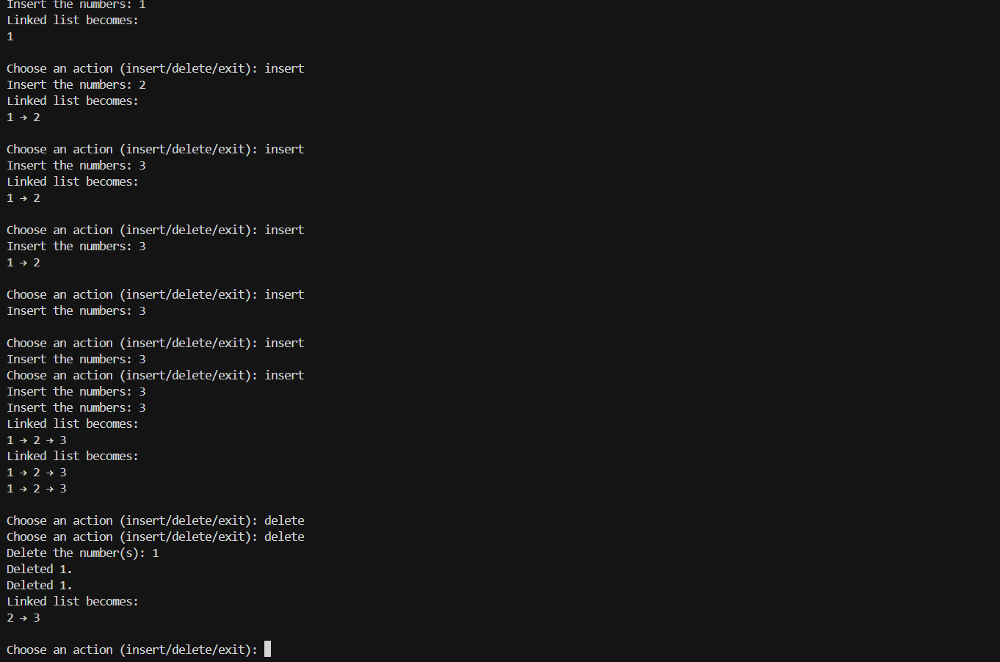 Insert the numbers: 1
Linked list becomes:
1
Choose an action (insert/delete/exit): insert
Insert the numbers: 2
Linked list becomes:
1 → 2
Choose an action (insert/delete/exit): insert
Insert the numbers: 3
Linked list becomes:
1 → 2
Choose an action (insert/delete/exit): insert
Insert the numbers: 3
1 → 2
Choose an action (insert/delete/exit): insert
Insert the numbers: 3
Choose an action (insert/delete/exit): insert
Insert the numbers: 3
Choose an action (insert/delete/exit): insert
Insert the numbers: 3
Insert the numbers: 3
Linked list becomes:
1 → 2 → 3
Linked list becomes:
1 → 2 → 3
1 → 2 → 3
Choose an action (insert/delete/exit): delete
Choose an action (insert/delete/exit): delete
Delete the number(s): 1
Deleted 1.
Deleted 1.
Linked list becomes:
2 → 3
Choose an action (insert/delete/exit):